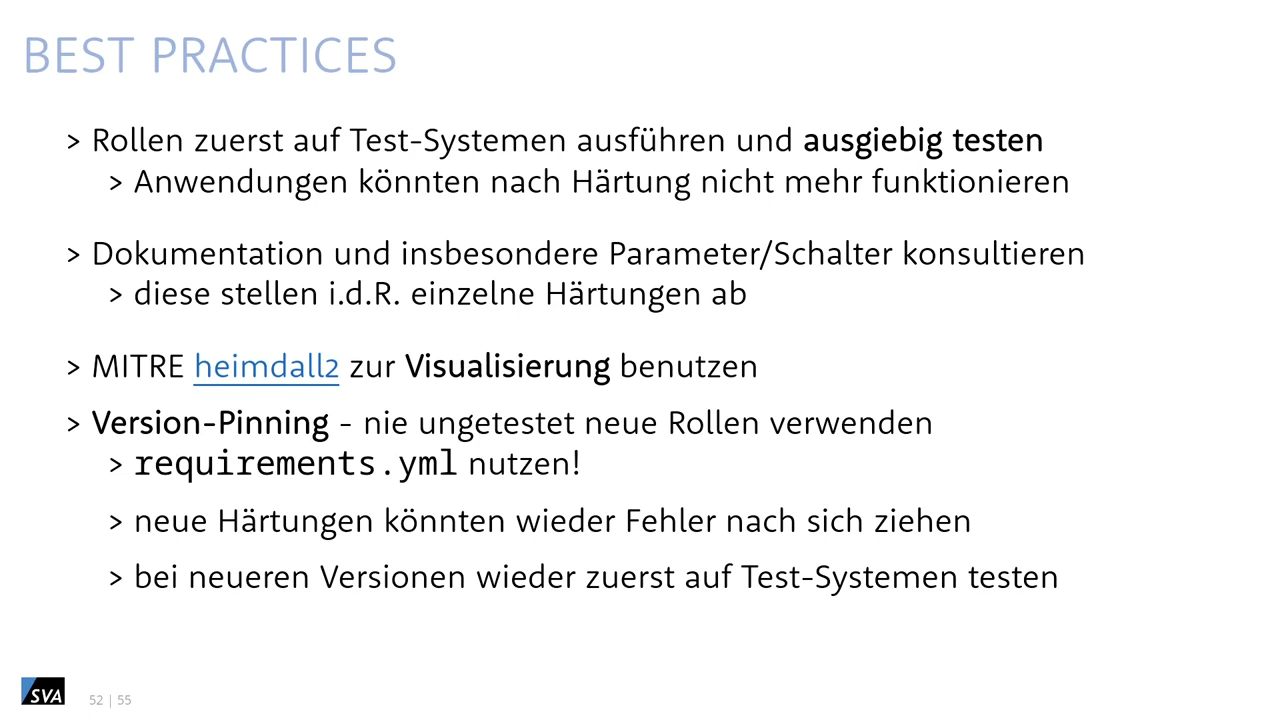 BEST PRACTICES
> Rollen zuerst auf Test-Systemen ausführen und ausgiebig testen
> Anwendungen könnten nach Härtung nicht mehr funktionieren
> Dokumentation und insbesondere Parameter/Schalter konsultieren
> diese stellen i.d.R. einzelne Härtungen ab
> MITRE heimdall2 zur Visualisierung benutzen
> Version-Pinning - nie ungetestet neue Rollen verwenden
> requirements.yml nutzen!
> neue Härtungen könnten wieder Fehler nach sich ziehen
> bei neueren Versionen wieder zuerst auf Test-Systemen testen
SVA
52 | 55